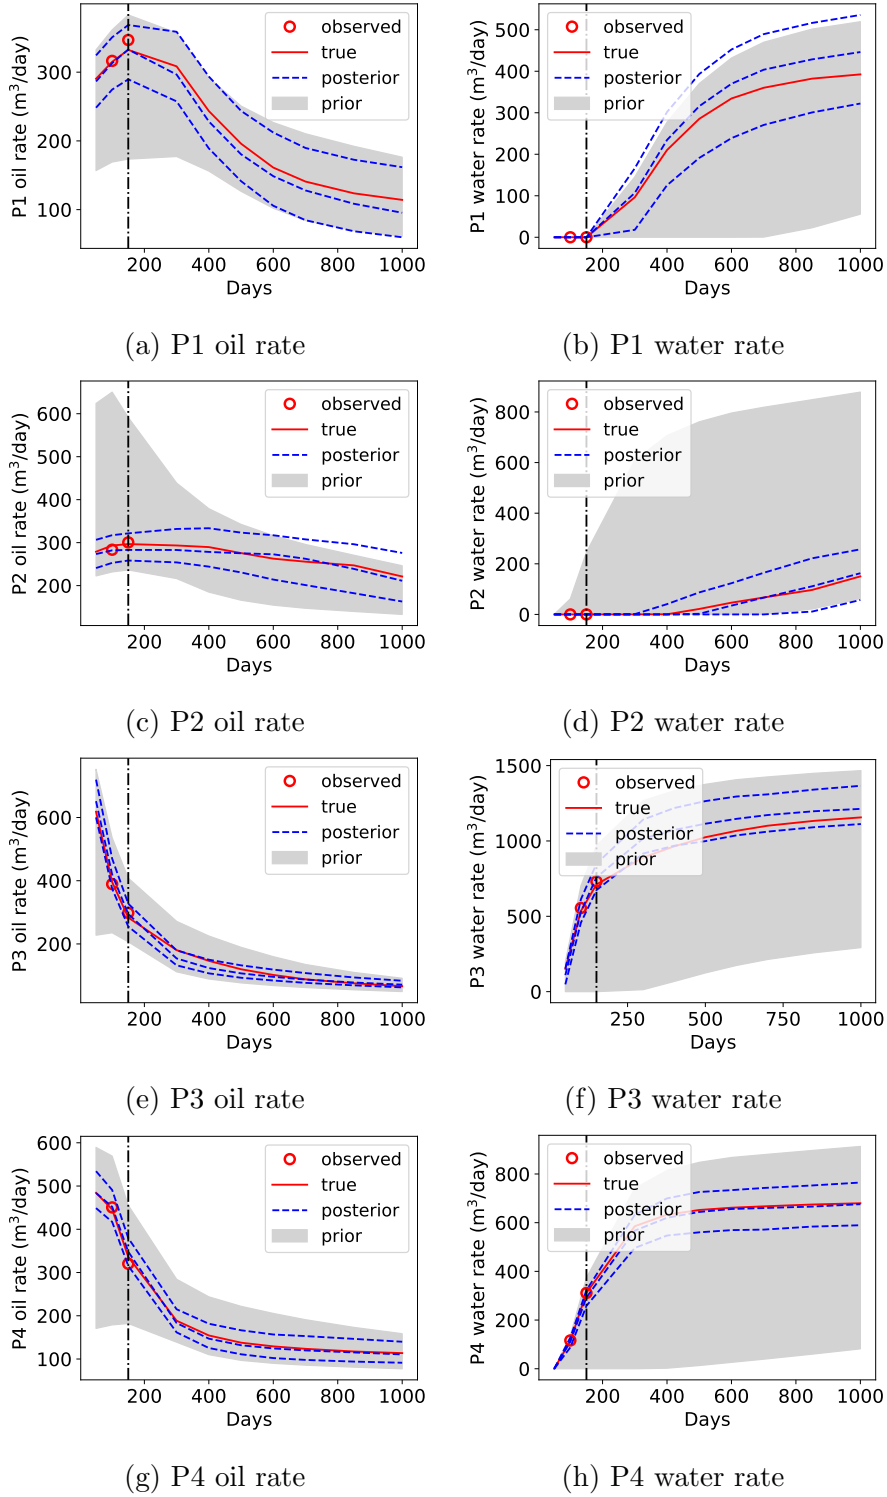 observed
true
posterior
prior
300
200
100
P1 oil rate (m³/day)
200 400 600 800 1000
Days
(a) P1 oil rate
observed
true
posterior
prior
500
400
300
200
100
0
P1 water rate (m³/day)
200 400 600 800 1000
Days
(b) P1 water rate
observed
true
posterior
prior
600
500
400
300
200
P2 oil rate (m³/day)
200 400 600 800 1000
Days
(c) P2 oil rate
observed
true
posterior
prior
800
600
400
200
0
P2 water rate (m³/day)
200 400 600 800 1000
Days
(d) P2 water rate
observed
true
posterior
prior
600
400
200
P3 oil rate (m³/day)
200 400 600 800 1000
Days
(e) P3 oil rate
observed
true
posterior
prior
1500
1000
500
0
P3 water rate (m³/day)
250 500 750 1000
Days
(f) P3 water rate
observed
true
posterior
prior
600
500
400
300
200
100
P4 oil rate (m³/day)
200 400 600 800 1000
Days
(g) P4 oil rate
observed
true
posterior
prior
800
600
400
200
0
P4 water rate (m³/day)
200 400 600 800 1000
Days
(h) P4 water rate